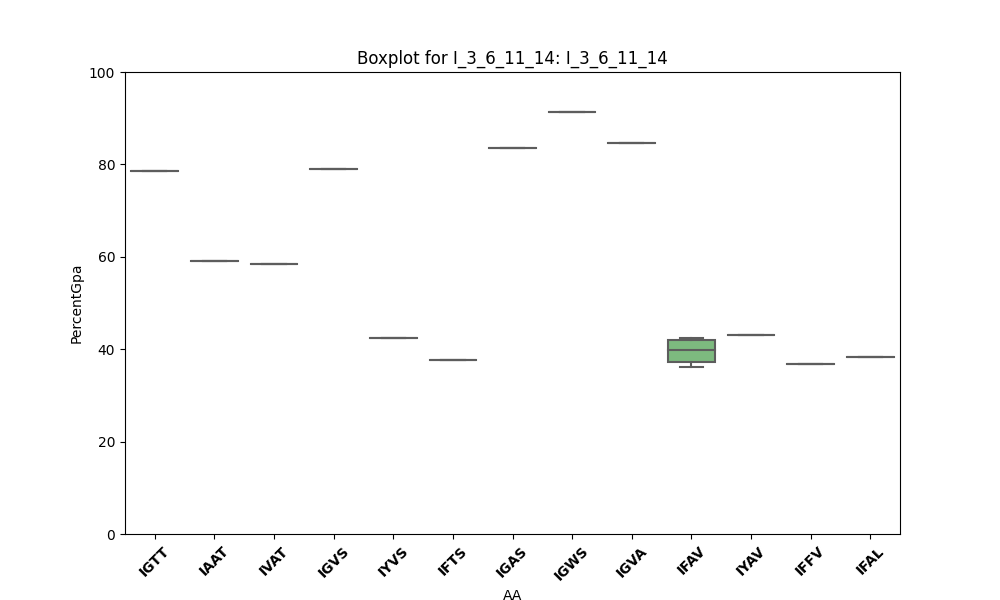 Boxplot for I_3_6_11_14: I_3_6_11_14
100
80
60
40
20
0
PercentGpa
IGTT
IAAT
IVAT
IGVS
IYVS
IFTS
IGAS
IGWS
IGVA
IFAV
IYAV
IFFV
IFAL
AA